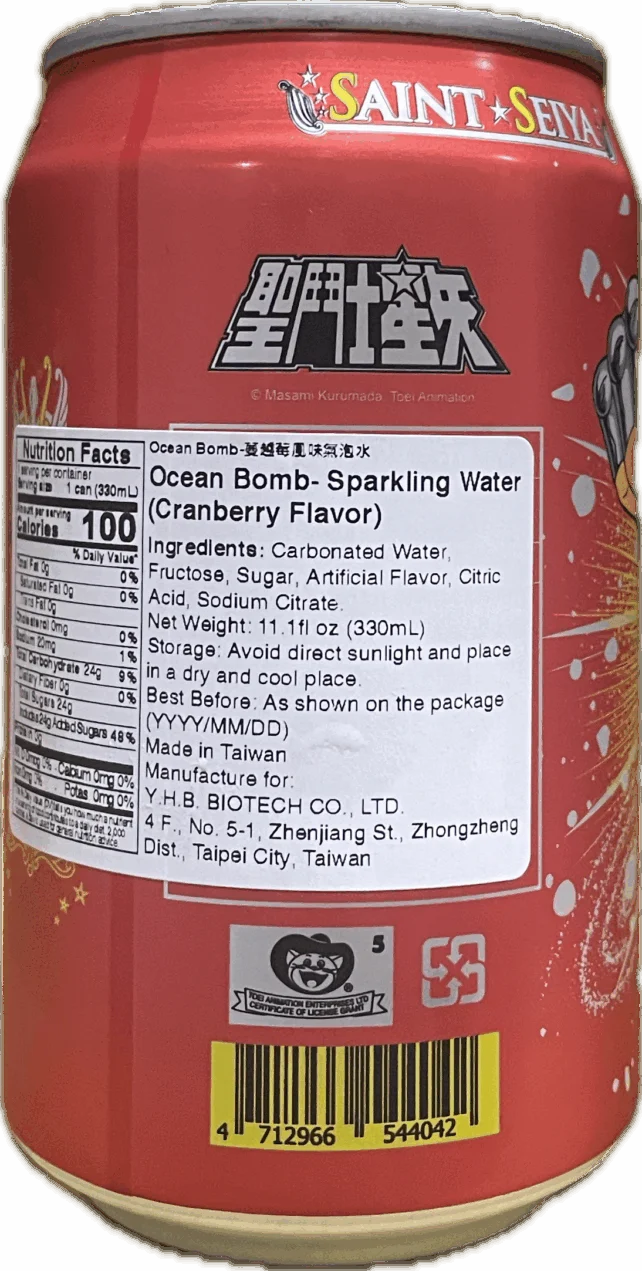 SAINT★SEIYA
聖鬥士星矢
© Masami Kurumada, Toei Animation
Nutrition Facts
1 serving per container
Serving size 1 can (330mL)
Amount per serving
Calories 100
% Daily Value*
Total Fat 0g 0%
Saturated Fat 0g 0%
Trans Fat 0g
Cholesterol 0mg 0%
Sodium 20mg 1%
Total Carbohydrate 24g 9%
Dietary Fiber 0g 0%
Total Sugars 24g
Includes 24g Added Sugars 48%
Protein 0g
Calcium 0mg 0%
Potas 0mg 0%
Ocean Bomb-蔓越莓風味氣泡水
Ocean Bomb- Sparkling Water
(Cranberry Flavor)
Ingredients: Carbonated Water,
Fructose, Sugar, Artificial Flavor, Citric
Acid, Sodium Citrate.
Net Weight: 11.1fl oz (330mL)
Storage: Avoid direct sunlight and place
in a dry and cool place.
Best Before: As shown on the package
(YYYY/MM/DD)
Made in Taiwan
Manufacture for:
Y.H.B. BIOTECH CO., LTD.
4 F., No. 5-1, Zhenjiang St., Zhongzheng
Dist., Taipei City, Taiwan
5
®
TOEI ANIMATION ENTERPRISES LTD
CERTIFICATE OF LICENSE GRANT
4 712966 544042